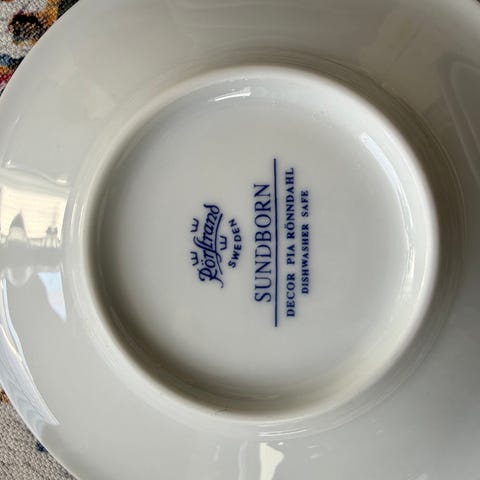 Rörstrand
SWEDEN
SUNDBORN
DECOR PIA RÖNNDAHL
DISHWASHER SAFE